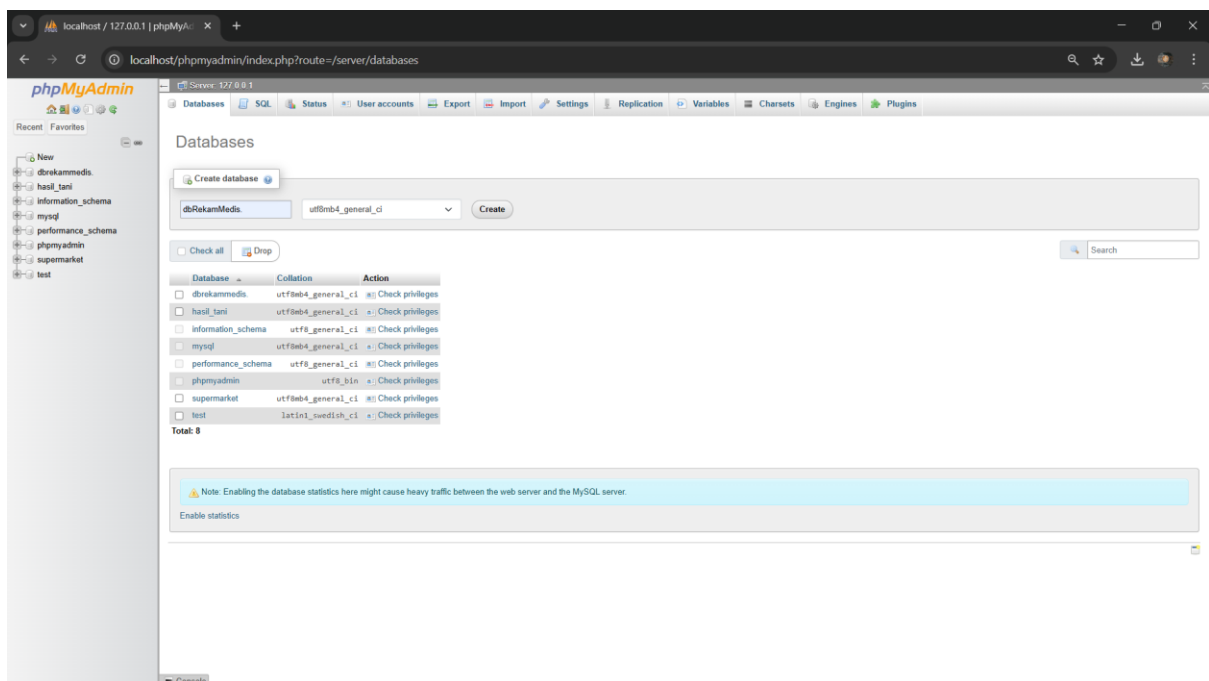 localhost / 127.0.0.1 | phpMyAd
localhost/phpmyadmin/index.php?route=/server/databases
phpMyAdmin
Recent Favorites
New
dbrekammedis.
hasil_tani
information_schema
mysql
performance_schema
phpmyadmin
supermarket
test
Server: 127.0.0.1
Databases SQL Status User accounts Export Import Settings Replication Variables Charsets Engines Plugins
Databases
Create database
dbRekamMedis. utf8mb4_general_ci Create
Check all Drop Search
Database Collation Action
dbrekammedis. utf8mb4_general_ci Check privileges
hasil_tani utf8mb4_general_ci Check privileges
information_schema utf8_general_ci Check privileges
mysql utf8mb4_general_ci Check privileges
performance_schema utf8_general_ci Check privileges
phpmyadmin utf8_bin Check privileges
supermarket utf8mb4_general_ci Check privileges
test latin1_swedish_ci Check privileges
Total: 8
Note: Enabling the database statistics here might cause heavy traffic between the web server and the MySQL server.
Enable statistics
Console